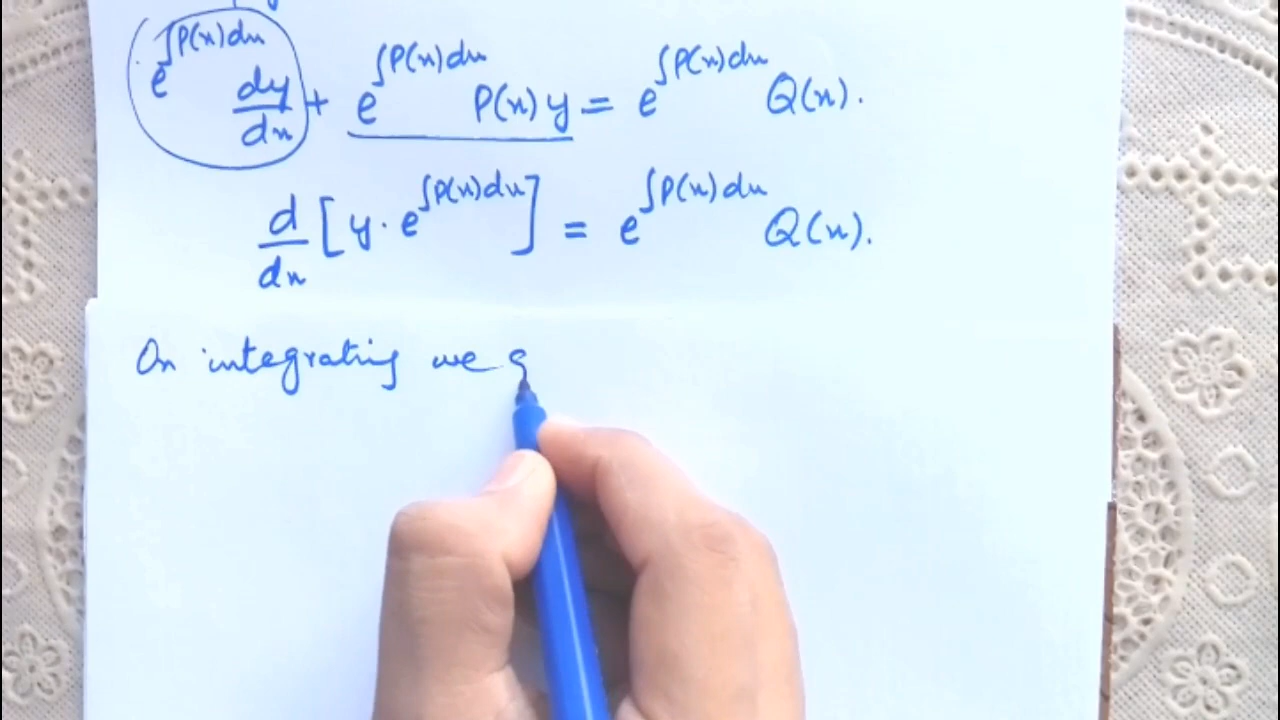 e^{∫P(x)dx} dy/dx + e^{∫P(x)dx} P(x) y = e^{∫P(x)dx} Q(x).
d/dx [y · e^{∫P(x)dx}] = e^{∫P(x)dx} Q(x).
On integrating we